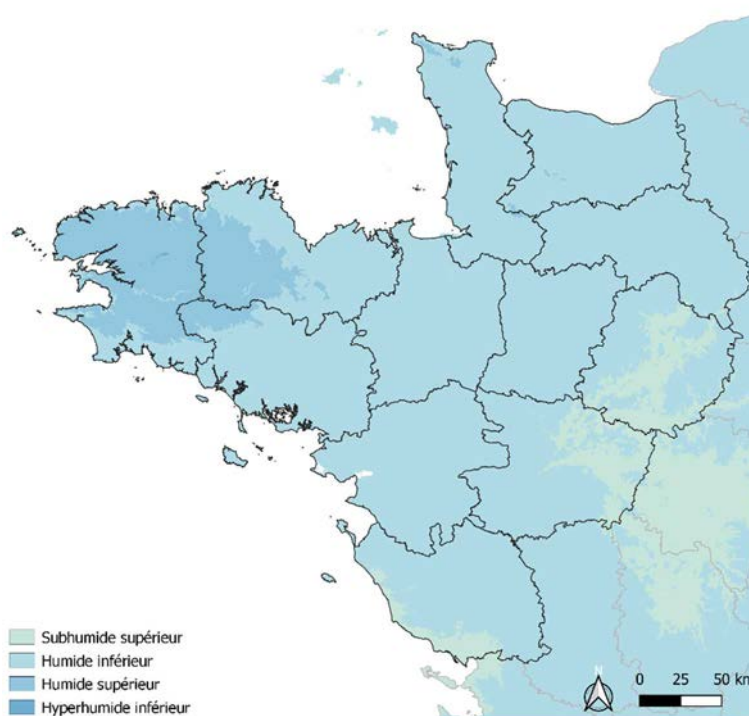 Subhumide supérieur
Humide inférieur
Humide supérieur
Hyperhumide inférieur
N
0 25 50 km